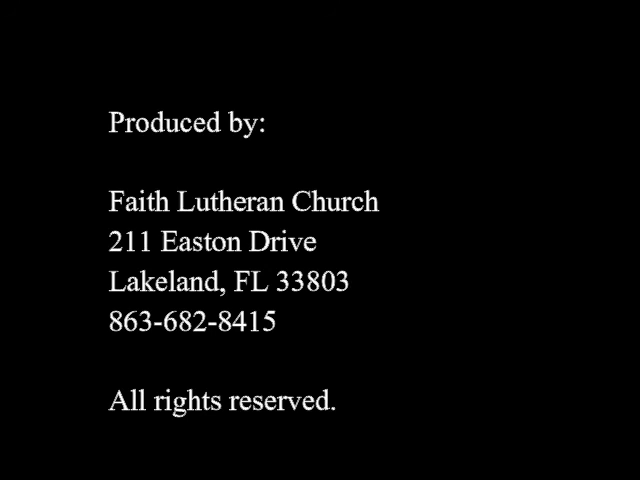 Produced by:
Faith Lutheran Church
211 Easton Drive
Lakeland, FL 33803
863-682-8415
All rights reserved.